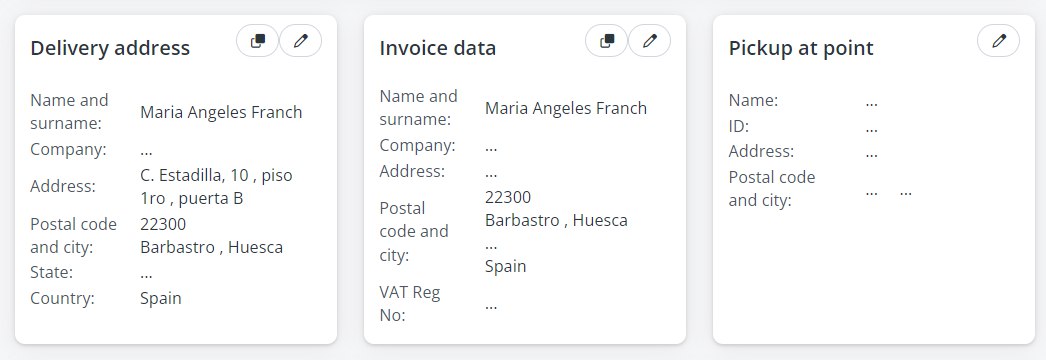 Delivery address
Name and
surname:
Maria Angeles Franch
Company:
...
Address:
C. Estadilla, 10 , piso
1ro , puerta B
Postal code
and city:
22300
Barbastro , Huesca
State:
...
Country:
Spain
Invoice data
Name and
surname:
Maria Angeles Franch
Company:
...
Address:
...
Postal
code and
city:
22300
Barbastro , Huesca
...
Spain
VAT Reg
No:
...
Pickup at point
Name:
...
ID:
...
Address:
...
Postal code
and city:
... ...